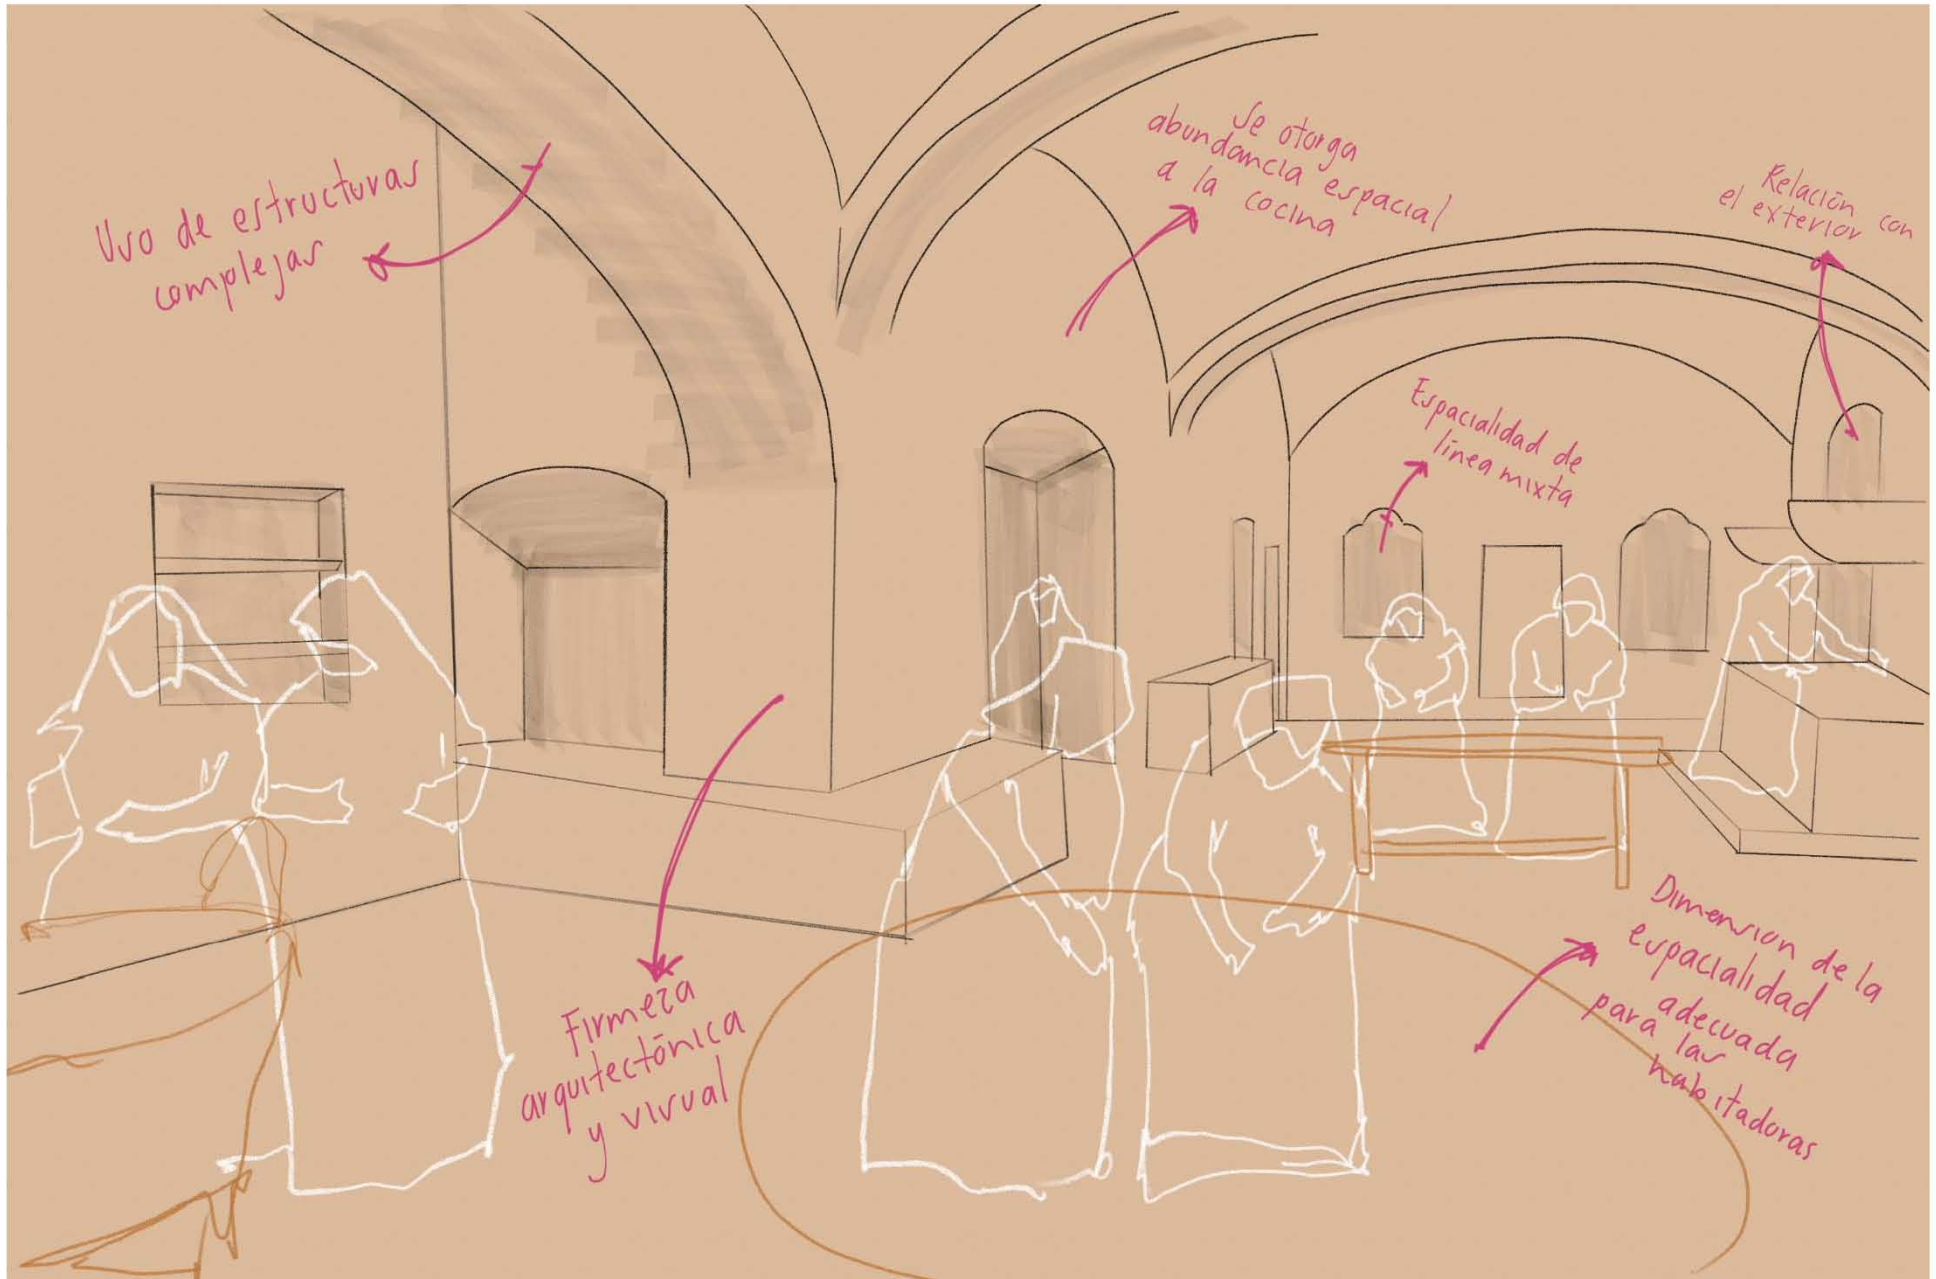 Uso de estructuras
complejas
Se otorga
abundancia espacial
a la cocina
Relación con
el exterior
Espacialidad de
línea mixta
Firmeza
arquitectónica
y visual
Dimension de la
espacialidad
adecuada
para las
habitadoras